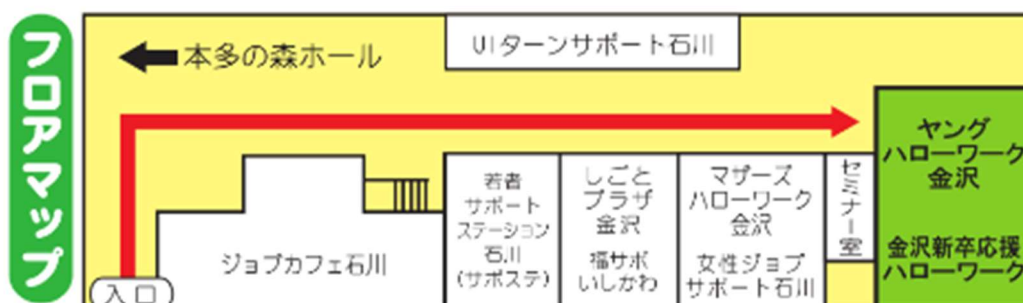 フロアマップ
本多の森ホール
UIターンサポート石川
ヤング
ハローワーク
金沢
金沢新卒応援
ハローワーク
セミナー室
マザーズ
ハローワーク
金沢
女性ジョブ
サポート石川
しごと
プラザ
金沢
福サポ
いしかわ
若者
サポート
ステーション
石川
(サポステ)
ジョブカフェ石川
入口